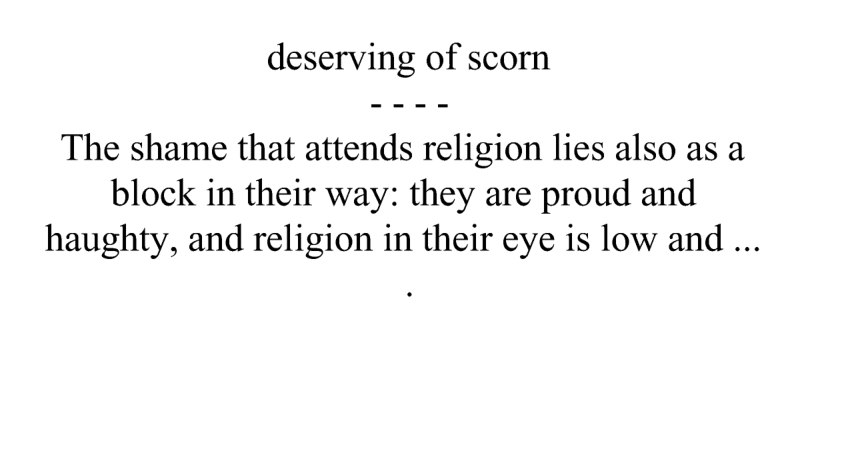 deserving of scorn
- - - -
The shame that attends religion lies also as a
block in their way: they are proud and
haughty, and religion in their eye is low and ...
.